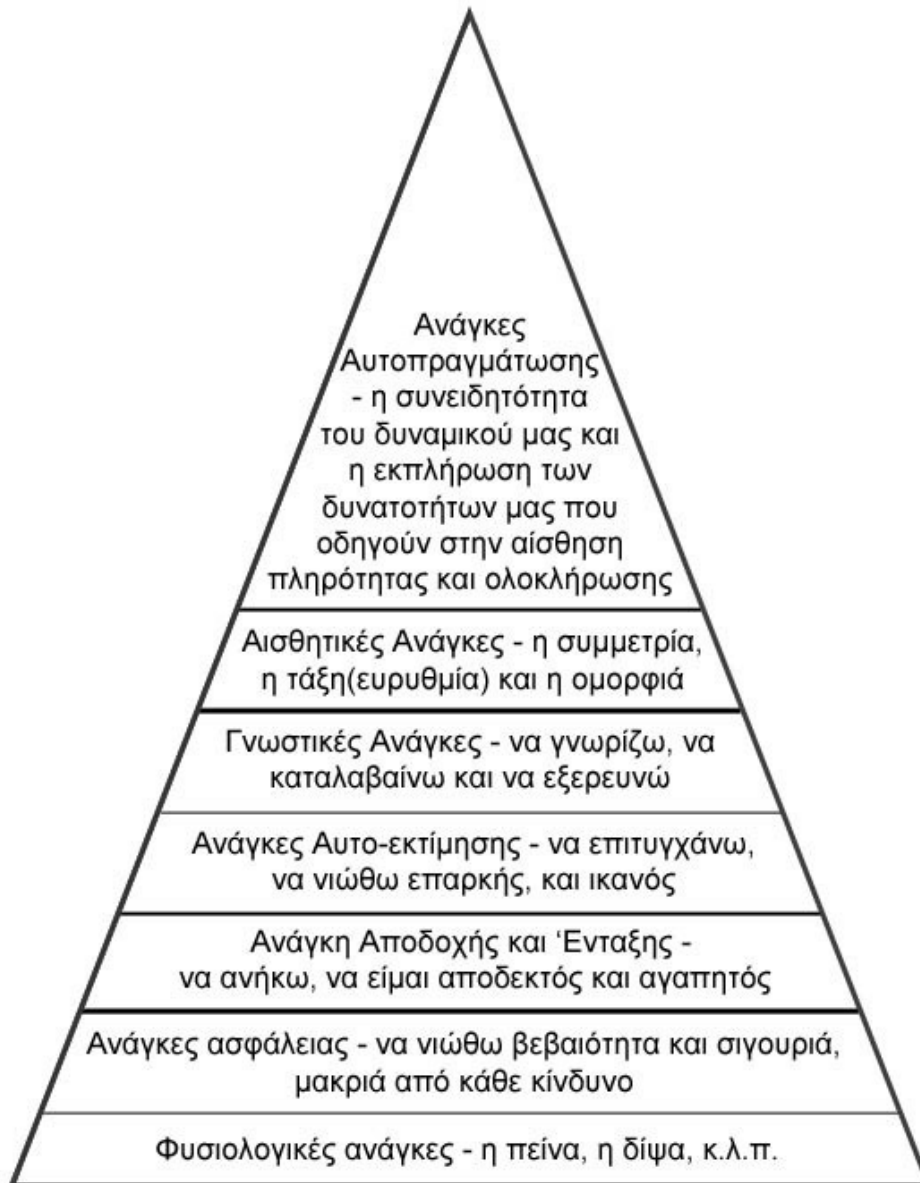 Ανάγκες
Αυτοπραγμάτωσης
- η συνειδητότητα
του δυναμικού μας και
η εκπλήρωση των
δυνατοτήτων μας που
οδηγούν στην αίσθηση
πληρότητας και ολοκλήρωσης
Αισθητικές Ανάγκες - η συμμετρία,
η τάξη(ευρυθμία) και η ομορφιά
Γνωστικές Ανάγκες - να γνωρίζω, να
καταλαβαίνω και να εξερευνώ
Ανάγκες Αυτο-εκτίμησης - να επιτυγχάνω,
να νιώθω επαρκής, και ικανός
Ανάγκη Αποδοχής και ‘Ενταξης -
να ανήκω, να είμαι αποδεκτός και αγαπητός
Ανάγκες ασφάλειας - να νιώθω βεβαιότητα και σιγουριά,
μακριά από κάθε κίνδυνο
Φυσιολογικές ανάγκες - η πείνα, η δίψα, κ.λ.π.